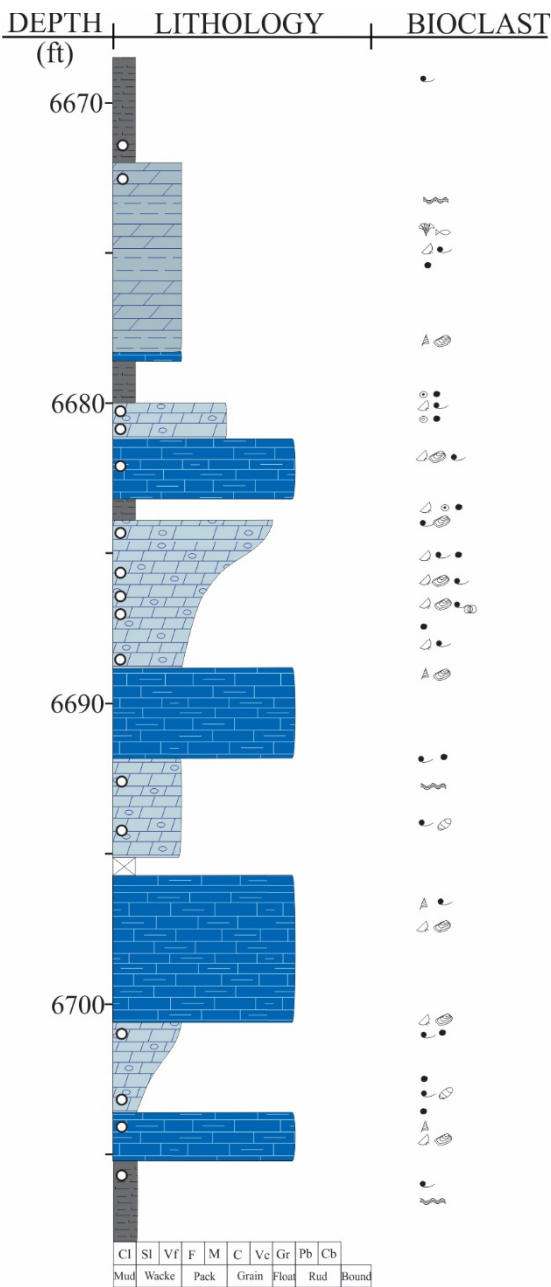 DEPTH LITHOLOGY BIOCLAST
(ft)
6670
6680
6690
6700
Cl Sl Vf F M C Vc Gr Pb Cb
Mud Wacke Pack Grain Float Rud Bound